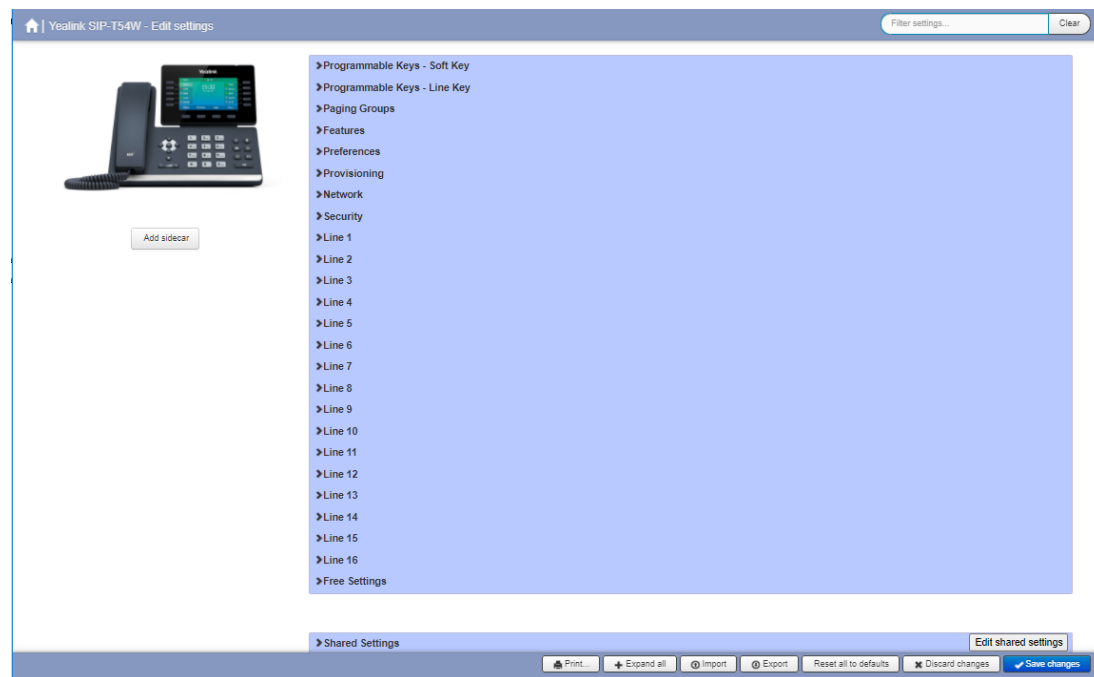 Yealink SIP-T54W - Edit settings
Filter settings...
Clear
Yealink
Add sidecar
Programmable Keys - Soft Key
Programmable Keys - Line Key
Paging Groups
Features
Preferences
Provisioning
Network
Security
Line 1
Line 2
Line 3
Line 4
Line 5
Line 6
Line 7
Line 8
Line 9
Line 10
Line 11
Line 12
Line 13
Line 14
Line 15
Line 16
Free Settings
Shared Settings
Edit shared settings
Print... Expand all Import Export Reset all to defaults Discard changes Save changes